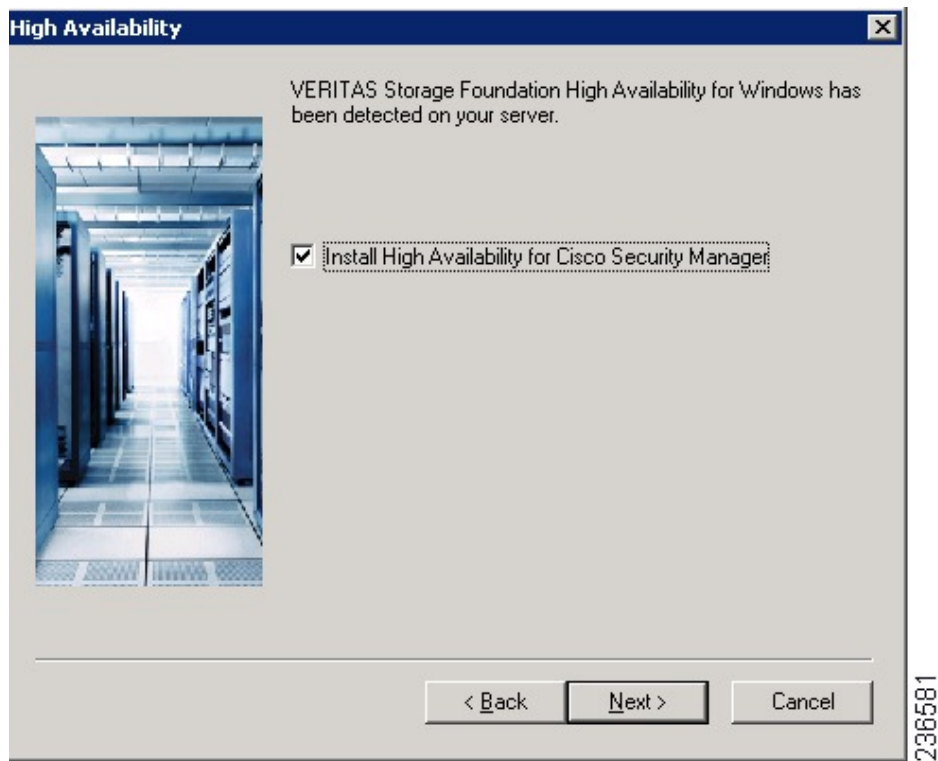 High Availability
VERITAS Storage Foundation High Availability for Windows has
been detected on your server.
Install High Availability for Cisco Security Manager
< Back
Next >
Cancel
236581